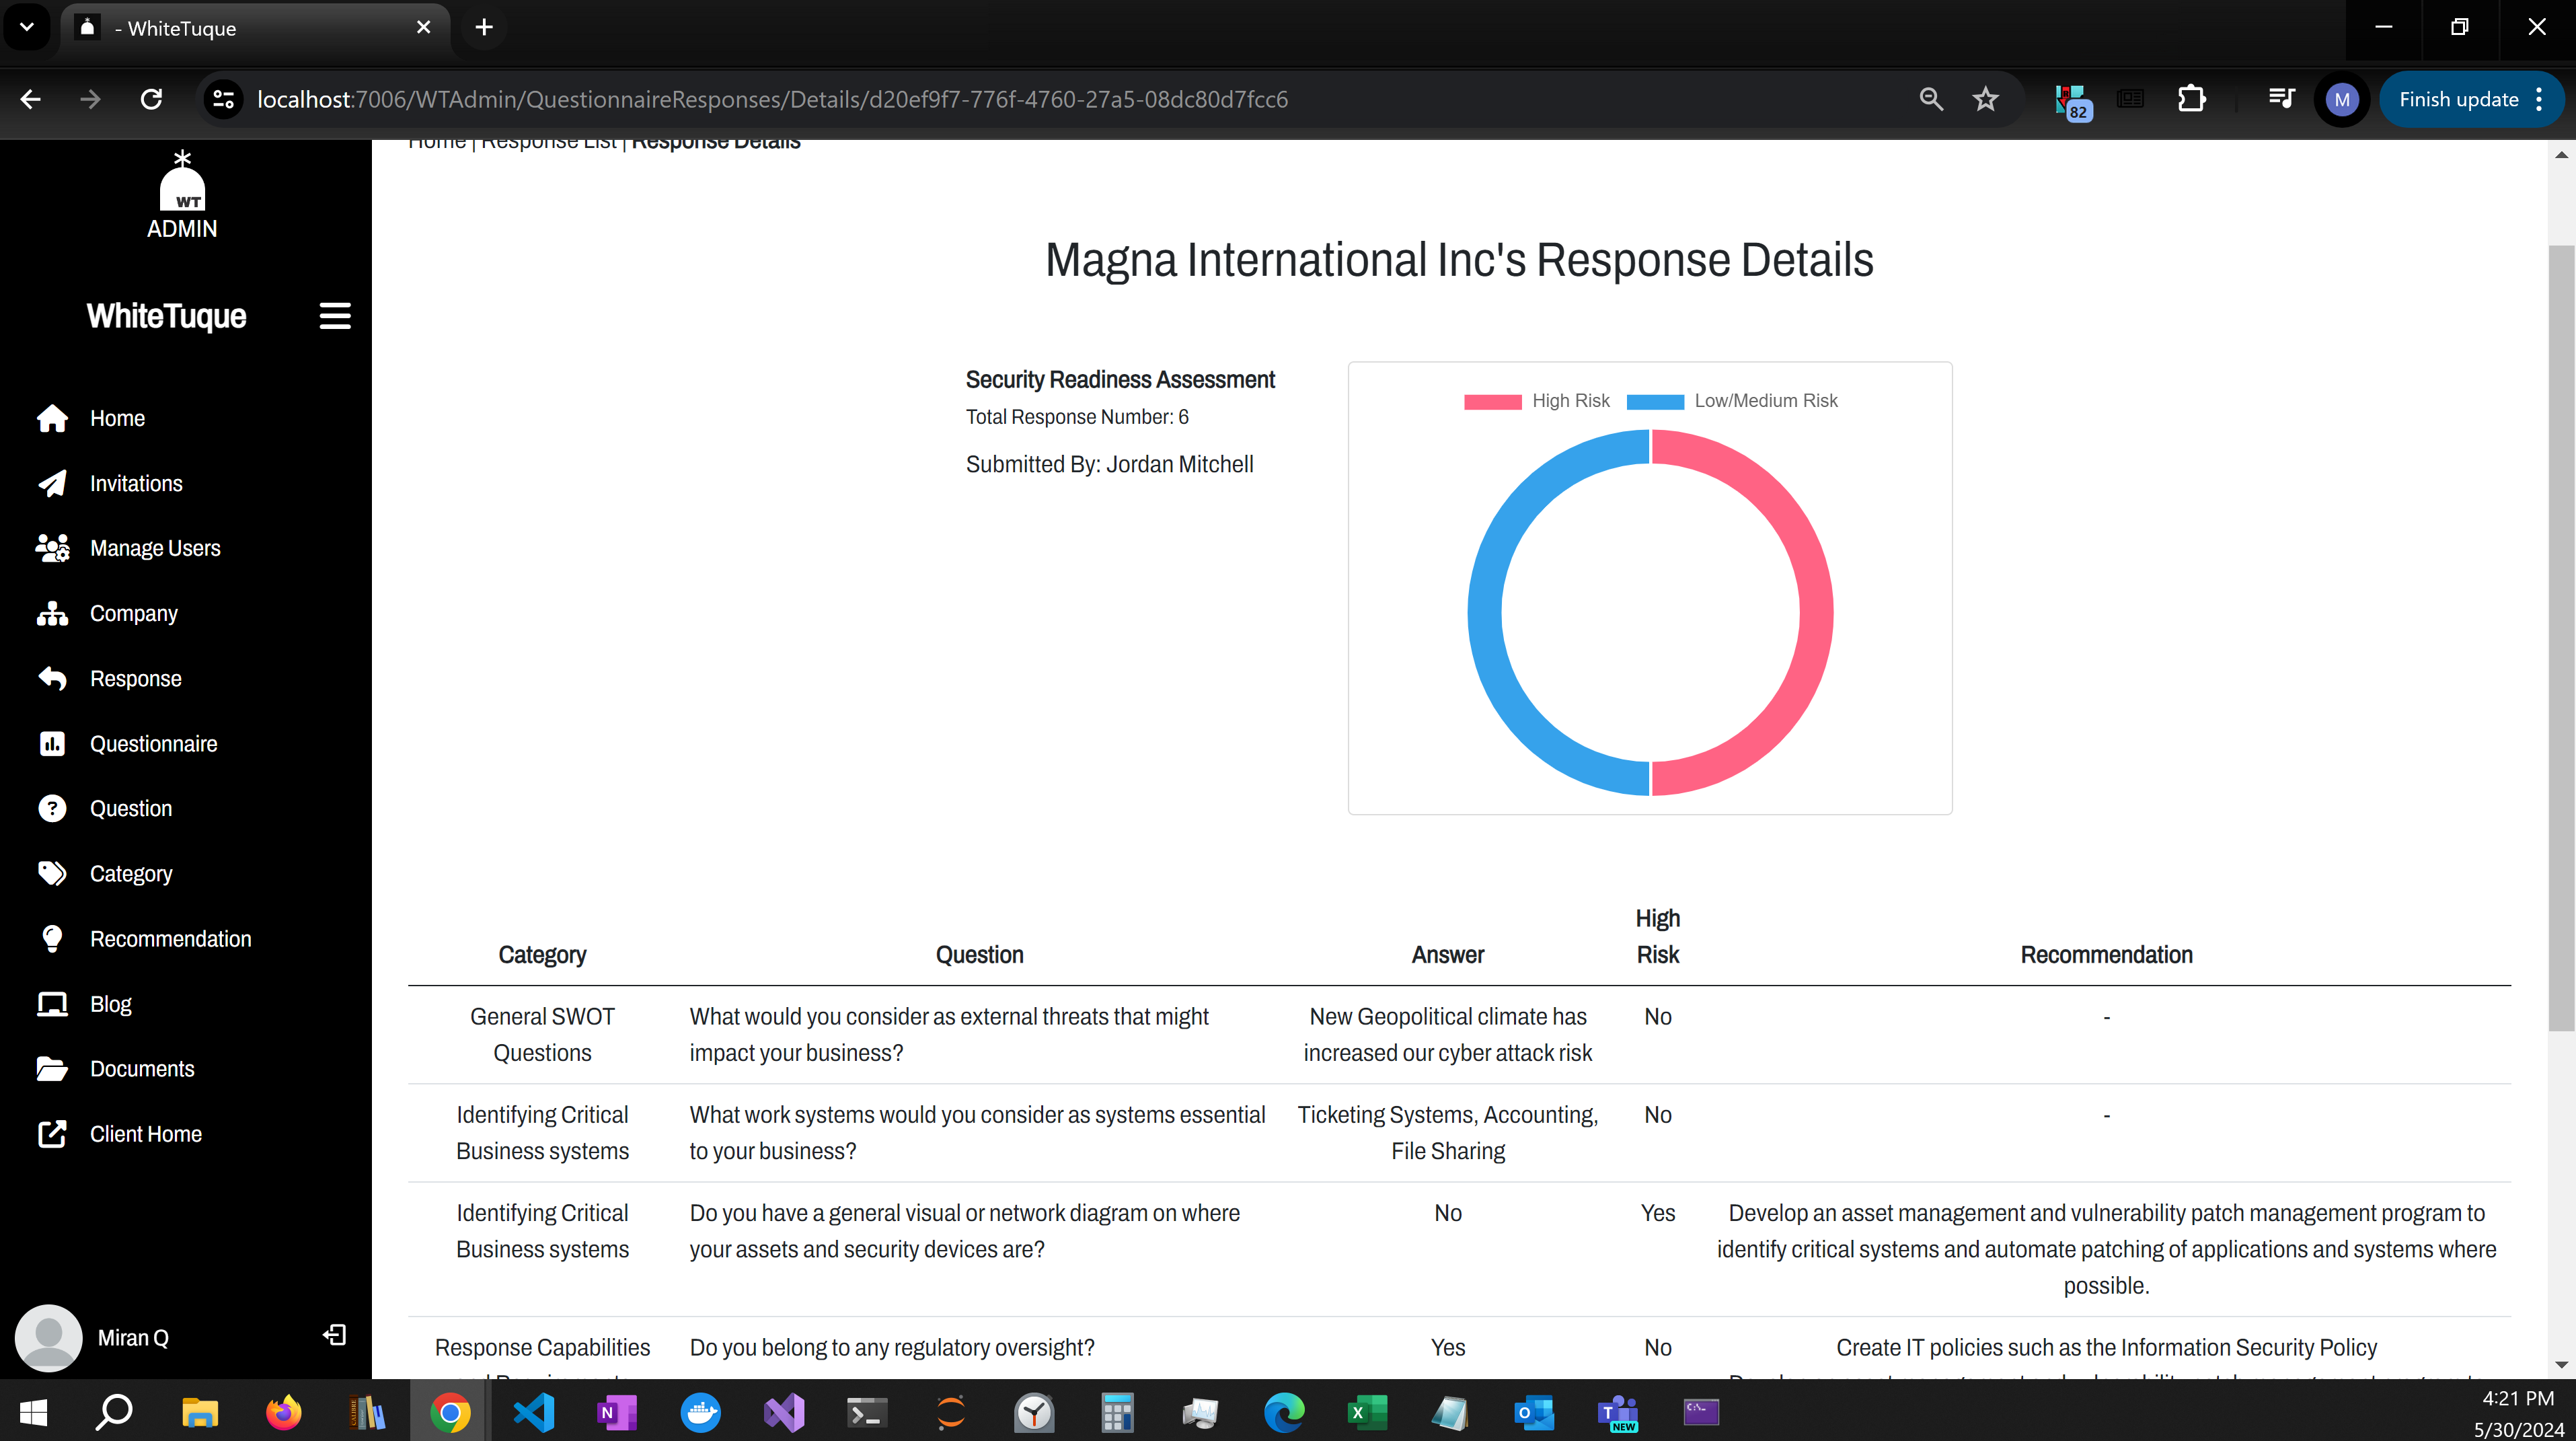 - WhiteTuque
localhost:7006/WTAdmin/QuestionnaireResponses/Details/d20ef9f7-776f-4760-27a5-08dc80d7fcc6
82
M
Finish update
WT
ADMIN
WhiteTuque
Home
Invitations
Manage Users
Company
Response
Questionnaire
Question
Category
Recommendation
Blog
Documents
Client Home
Miran Q
Home | Response List | Response Details
Magna International Inc's Response Details
Security Readiness Assessment
Total Response Number: 6
Submitted By: Jordan Mitchell
High Risk Low/Medium Risk
Category Question Answer High Risk Recommendation
General SWOT What would you consider as external threats that might New Geopolitical climate has No -
Questions impact your business? increased our cyber attack risk
Identifying Critical What work systems would you consider as systems essential Ticketing Systems, Accounting, No -
Business systems to your business? File Sharing
Identifying Critical Do you have a general visual or network diagram on where No Yes Develop an asset management and vulnerability patch management program to
Business systems your assets and security devices are? identify critical systems and automate patching of applications and systems where
possible.
Response Capabilities Do you belong to any regulatory oversight? Yes No Create IT policies such as the Information Security Policy
NEW
4:21 PM
5/30/2024